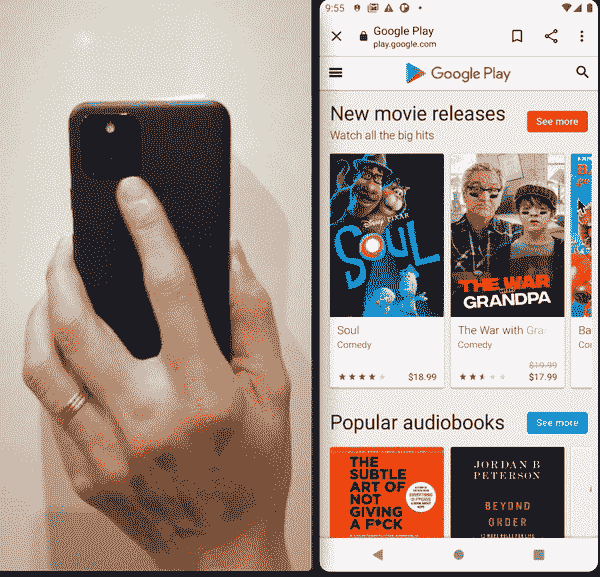 9:55
Google Play
play.google.com
Google Play
New movie releases
See more
Watch all the big hits
DISNEY PIXAR
SOUL
THE WAR
GRANDPA
Soul
The War with Gra
Ba
Comedy
Comedy
Co
$19.99
$18.99
$17.99
Popular audiobooks
See more
THE
SUBTLE
ART OF
NOT
GIVING
A F*CK
JORDAN B
PETERSON
BEYOND
ORDER